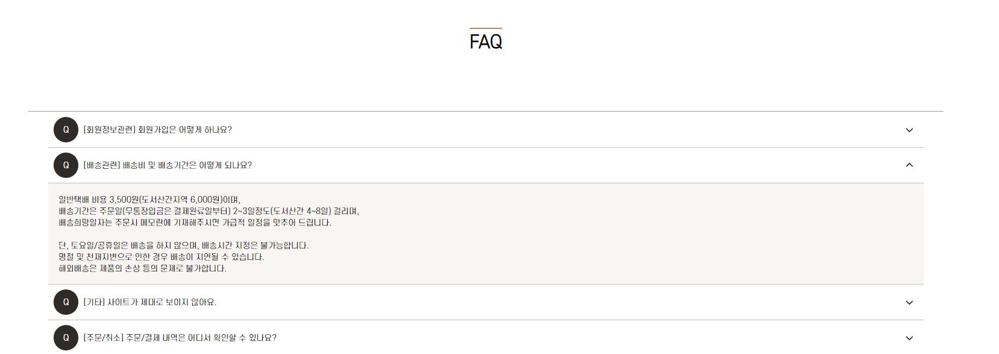 FAQ
Q [회원정보관련] 회원가입은 어떻게 하나요?
Q [배송관련] 배송비 및 배송기간은 어떻게 되나요?
일반택배 비용 3,500원(도서산간지역 6,000원)이며,
배송기간은 주문일(무통장입금은 결제완료일부터) 2~3일정도(도서산간 4~8일) 걸리며,
배송희망일자는 주문시 메모란에 기재해주시면 가급적 일정을 맞추어 드립니다.
단, 토요일/공휴일은 배송을 하지 않으며, 배송시간 지정은 불가능합니다.
명절 및 천재지변으로 인한 경우 배송이 지연될 수 있습니다.
해외배송은 제품의 손상 등의 문제로 불가합니다.
Q [기타] 사이트가 제대로 보이지 않아요.
Q [주문/취소] 주문/결제 내역은 어디서 확인할 수 있나요?